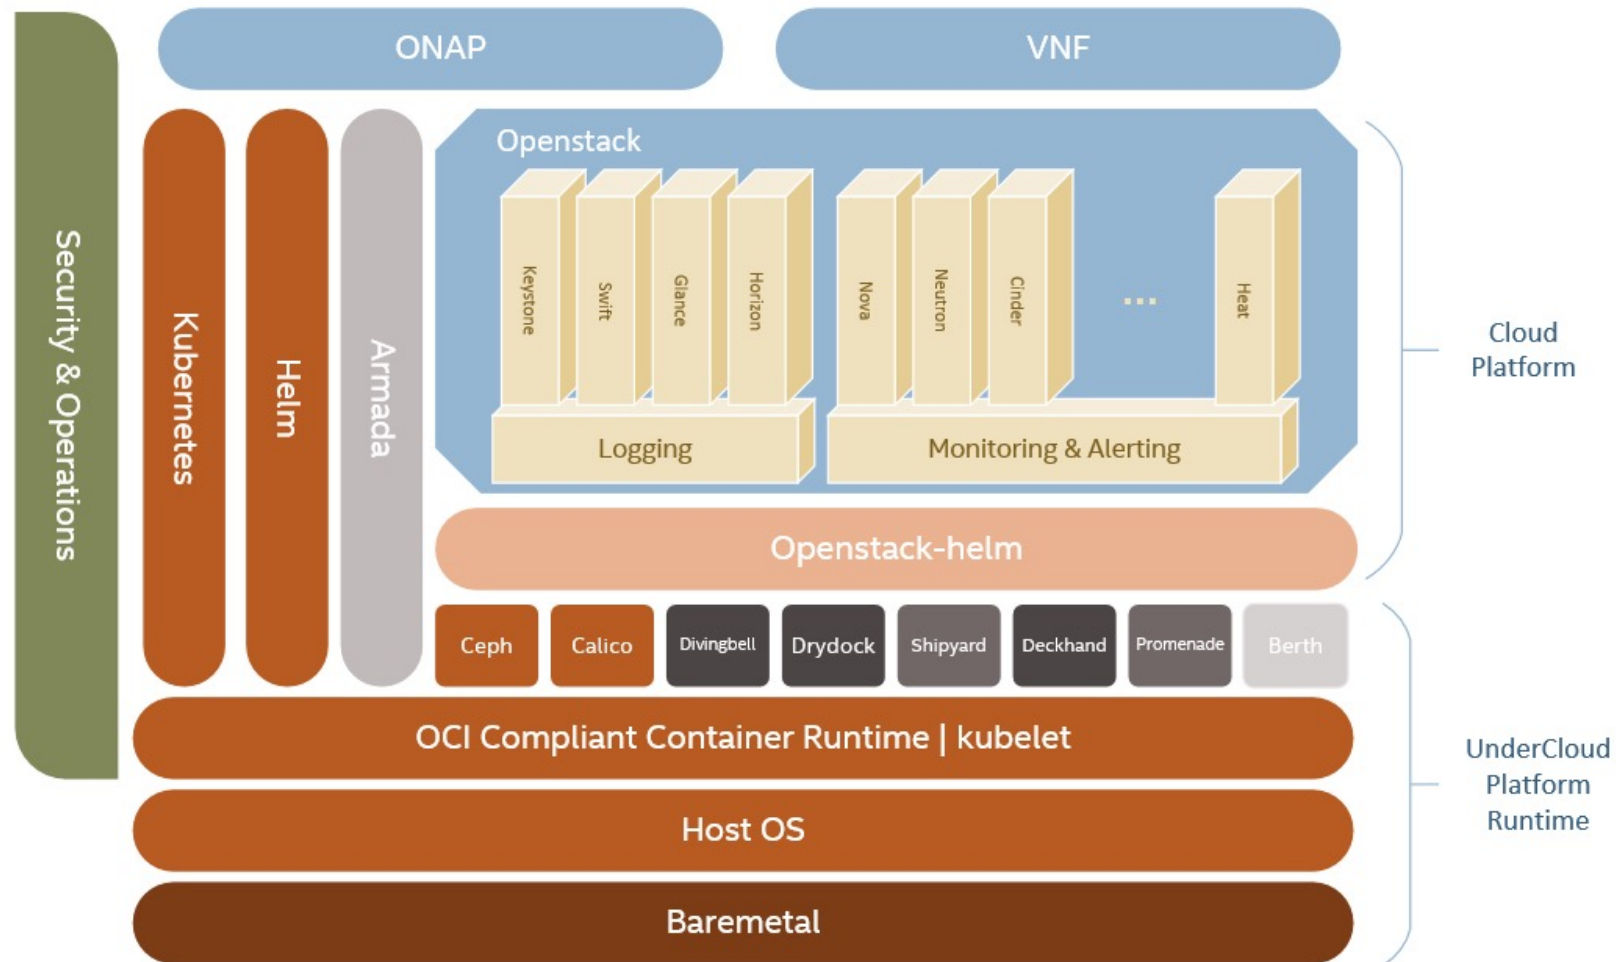 ONAP
VNF
Security & Operations
Kubernetes
Helm
Armada
Openstack
Keystone
Swift
Glance
Horizon
Nova
Neutron
Cinder
...
Heat
Logging
Monitoring & Alerting
Openstack-helm
Cloud
Platform
Ceph
Calico
Divingbell
Drydock
Shipyard
Deckhand
Promenade
Berth
OCI Compliant Container Runtime | kubelet
Host OS
Baremetal
UnderCloud
Platform
Runtime